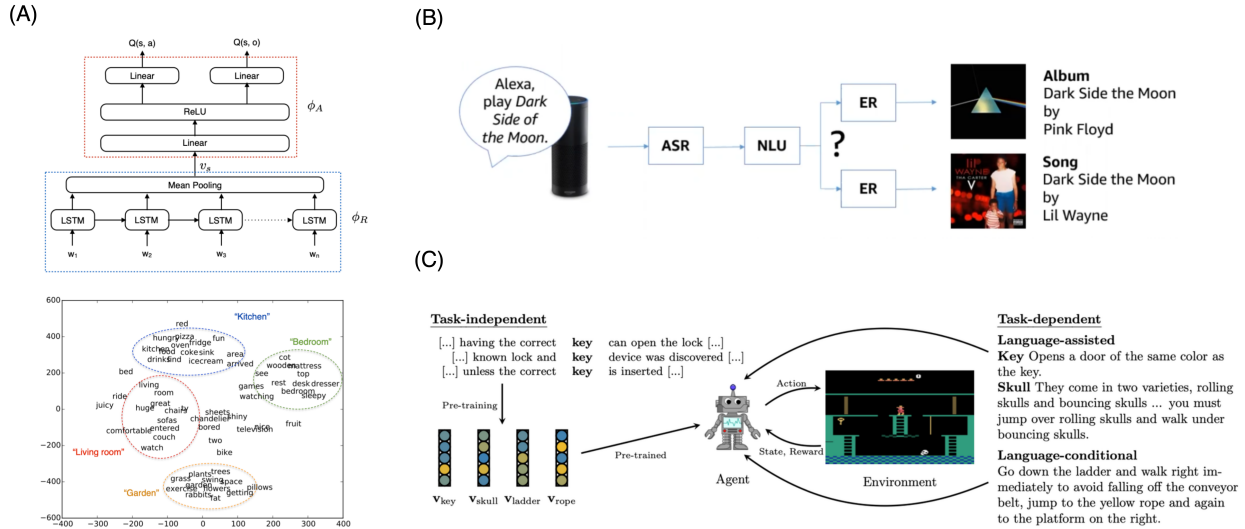 (A)
Q(s, a)
Q(s, o)
Linear
Linear
ReLU
ϕA
Linear
vs
Mean Pooling
LSTM
LSTM
LSTM
LSTM
ϕR
w1
w2
w3
wn
600
400
200
0
−200
−400
−600
−400
−300
−200
−100
0
100
200
300
400
"Kitchen"
red
hungry
pizza
fun
oven
fridge
kitchen
food
coke
sink
area
drinks
find
icecream
arrived
"Bedroom"
cot
wooden
mattress
see
top
rest
desk
dresser
games
bedroom
watching
sleepy
bed
living
room
ride
juicy
great
huge
chairs
tv
sheets
chandelier
shiny
sofas
entered
bored
comfortable
nice
television
fruit
couch
watch
two
bike
"Living room"
trees
plants
grass
swing
space
garden
exercise
flowers
pillows
rabbits
getting
fat
"Garden"
(B)
Alexa,
play Dark
Side of
the Moon.
ASR
NLU
?
ER
ER
Album
Dark Side the Moon
by
Pink Floyd
LIL
WAYNE
THA CARTER
V
Song
Dark Side the Moon
by
Lil Wayne
(C)
Task-independent
[...] having the correct key can open the lock [...]
[...] known lock and key device was discovered [...]
[...] unless the correct key is inserted [...]
Pre-training
vkey
vskull
vladder
vrope
Pre-trained
Agent
Action
State, Reward
Environment
Task-dependent
Language-assisted
Key Opens a door of the same color as
the key.
Skull They come in two varieties, rolling
skulls and bouncing skulls ... you must
jump over rolling skulls and walk under
bouncing skulls.
Language-conditional
Go down the ladder and walk right im-
mediately to avoid falling off the conveyor
belt, jump to the yellow rope and again
to the platform on the right.